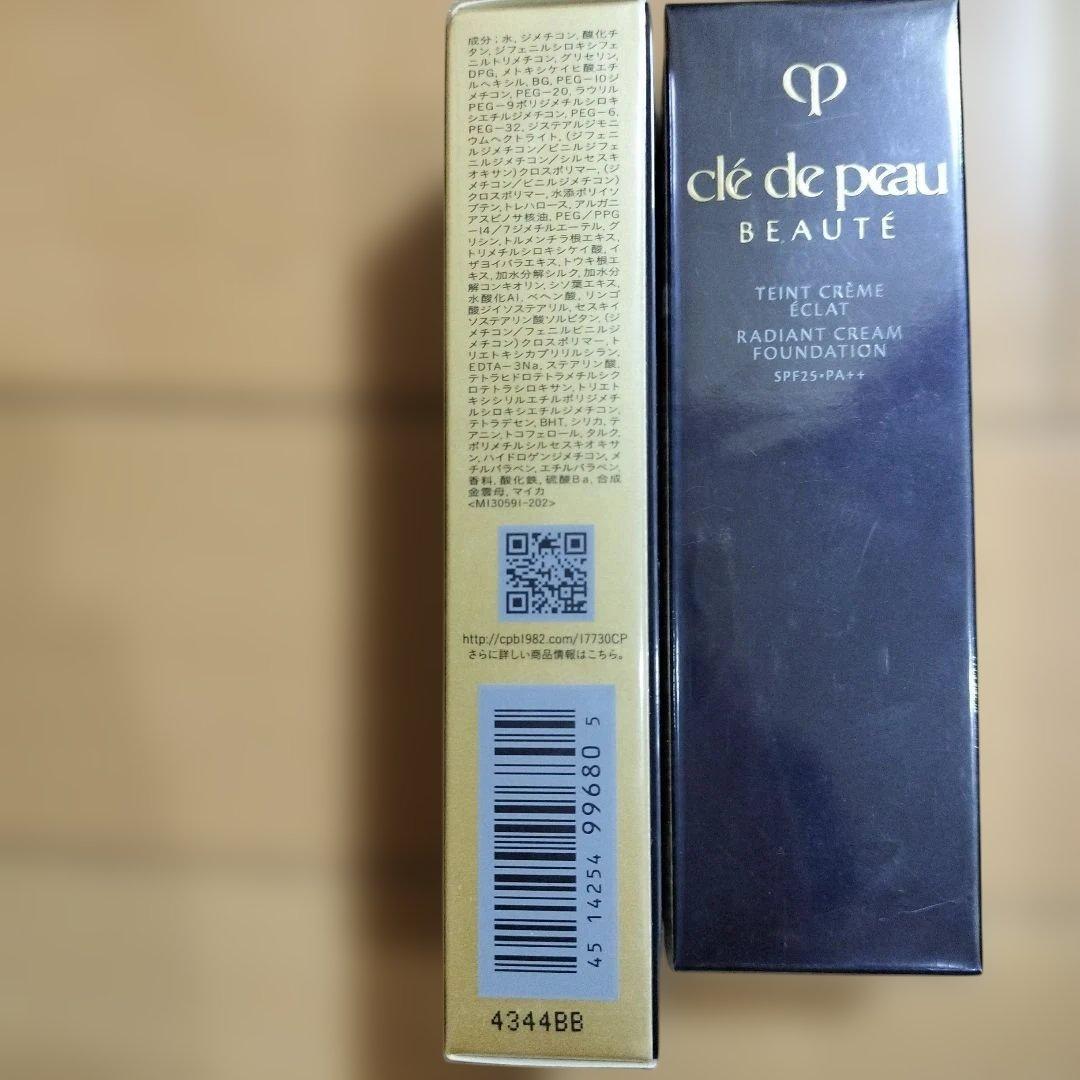 成分；水, ジメチコン, 酸化チ
タン, ジフェニルシロキシフェ
ニルトリメチコン, グリセリン,
DPG, メトキシケイヒ酸エチ
ルヘキシル, BG, PEG－10ジ
メチコン, PEG－20, ラウリル
PEG－9ポリジメチルシロキ
シエチルジメチコン, PEG－6,
PEG－32, ジステアルジモニ
ウムヘクトライト, (ジフェニ
ルジメチコン／ビニルジフェ
ニルジメチコン／シルセスキ
オキサン)クロスポリマー, (ジ
メチコン／ビニルジメチコン)
クロスポリマー, 水添ポリイソ
ブテン, トレハロース, アルガニ
アスピノサ核油, PEG／PPG
－14／7ジメチルエーテル, グ
リシン, トルメンチラ根エキス,
トリメチルシロキシケイ酸, イ
ザヨイバラエキス, トウキ根エ
キス, 加水分解シルク, 加水分
解コンキオリン, シソ葉エキス,
水酸化Al, ベヘン酸, リンゴ
酸ジイソステアリル, セスキイ
ソステアリン酸ソルビタン, (ジ
メチコン／フェニルビニルジ
メチコン)クロスポリマー, ト
リエトキシカプリリルシラン,
EDTA－3Na, ステアリン酸,
テトラヒドロテトラメチルシク
ロテトラシロキサン, トリエト
キシシリルエチルポリジメチ
ルシロキシエチルジメチコン,
テトラデセン, BHT, シリカ, テ
アニン, トコフェロール, タルク,
ポリメチルシルセスキオキサ
ン, ハイドロゲンジメチコン, メ
チルパラベン, エチルパラベン,
香料, 酸化鉄, 硫酸Ba, 合成
金雲母, マイカ
<M130591-202>
http://cpb1982.com/17730CP
さらに詳しい商品情報はこちら。
45 14254 99680 5
4344BB
clé de peau
BEAUTÉ
TEINT CRÈME
ÉCLAT
RADIANT CREAM
FOUNDATION
SPF25•PA++